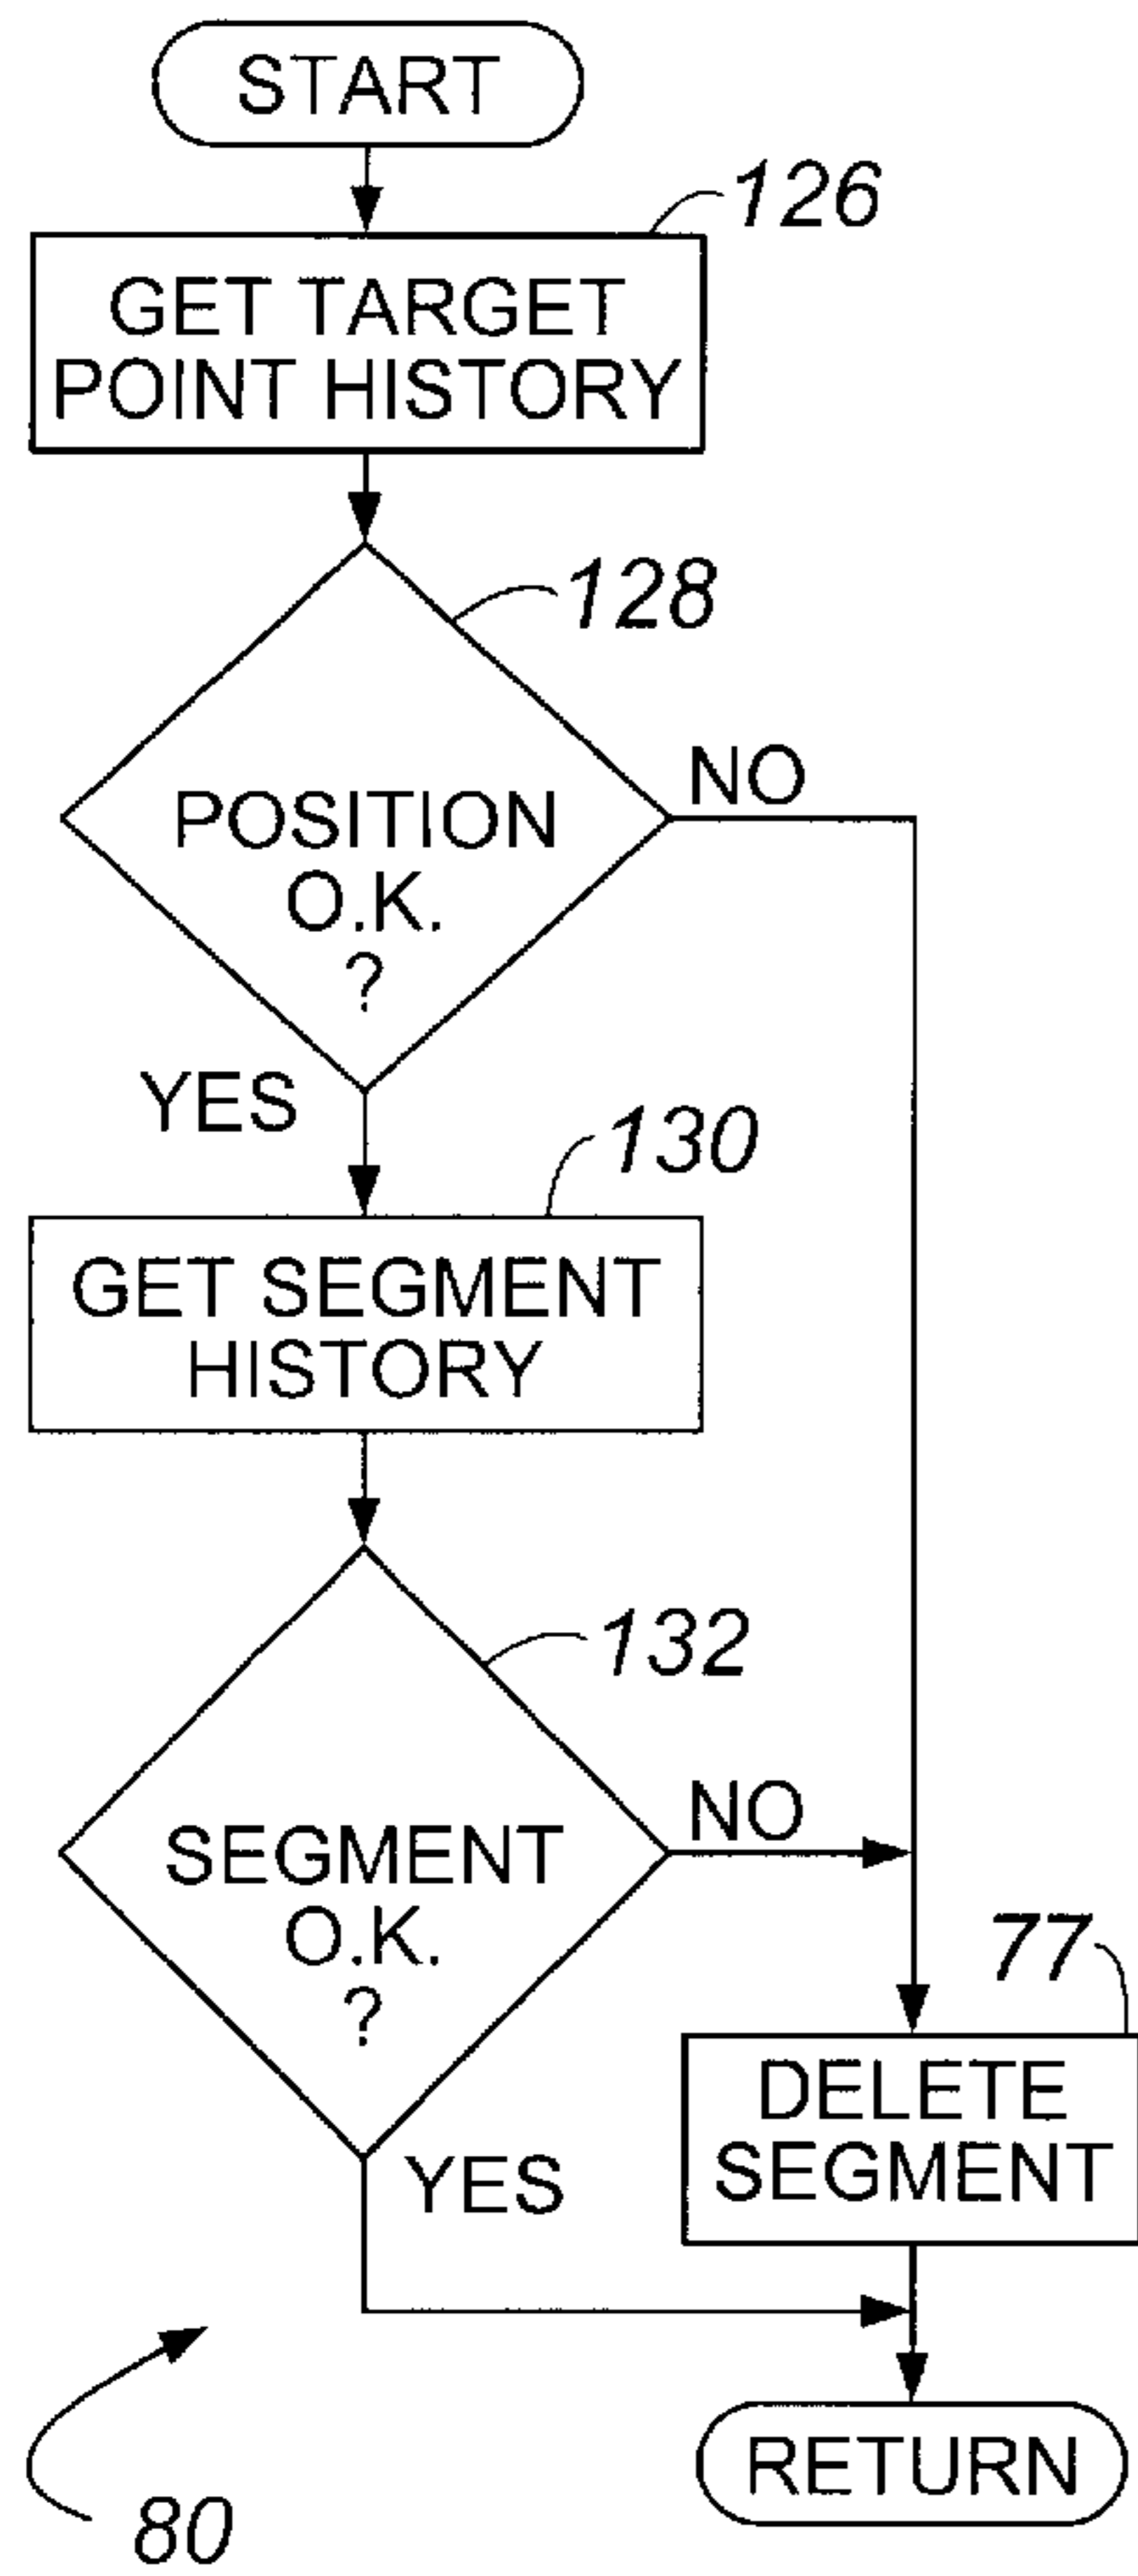 START
126
GET TARGET
POINT HISTORY
128
NO
POSITION
O.K.
?
YES
130
GET SEGMENT
HISTORY
132
NO
SEGMENT
O.K.
?
77
DELETE
SEGMENT
YES
RETURN
80